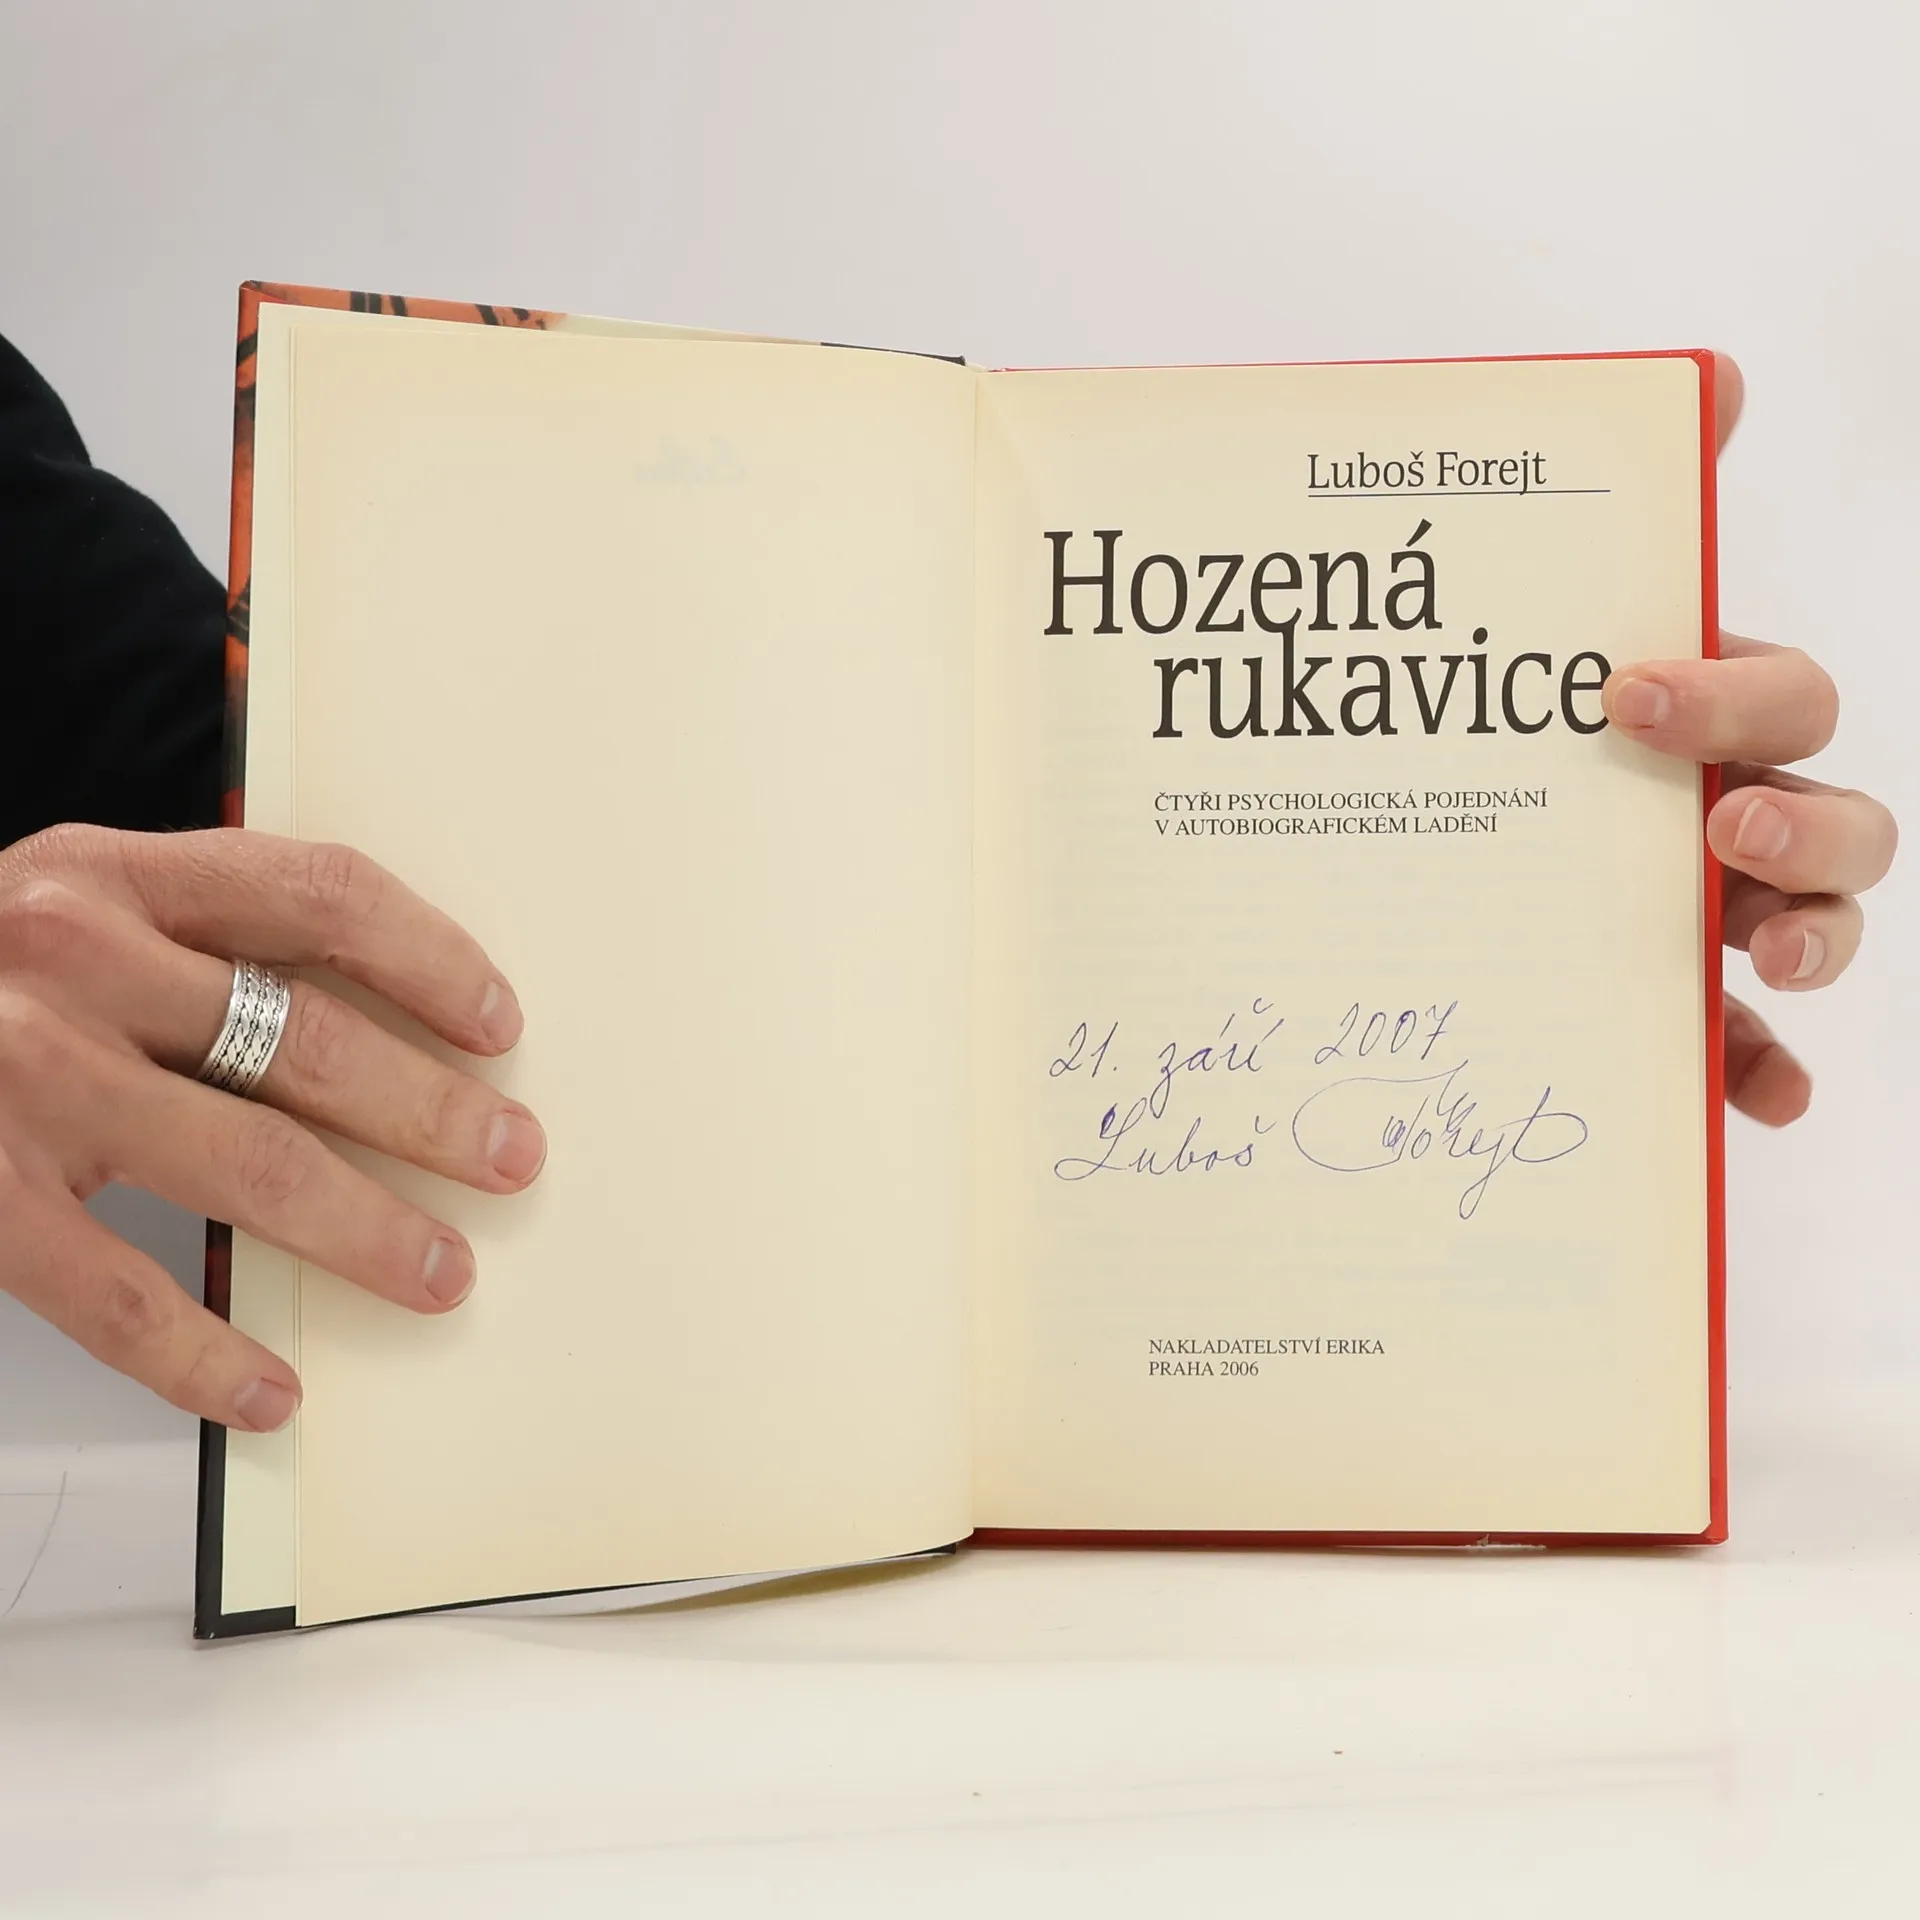 Luboš Forejt
Hozená
rukavice
ČTYŘI PSYCHOLOGICKÁ POJEDNÁNÍ
V AUTOBIOGRAFICKÉM LADĚNÍ
21. září 2007
Luboš Forejt
NAKLADATELSTVÍ ERIKA
PRAHA 2006